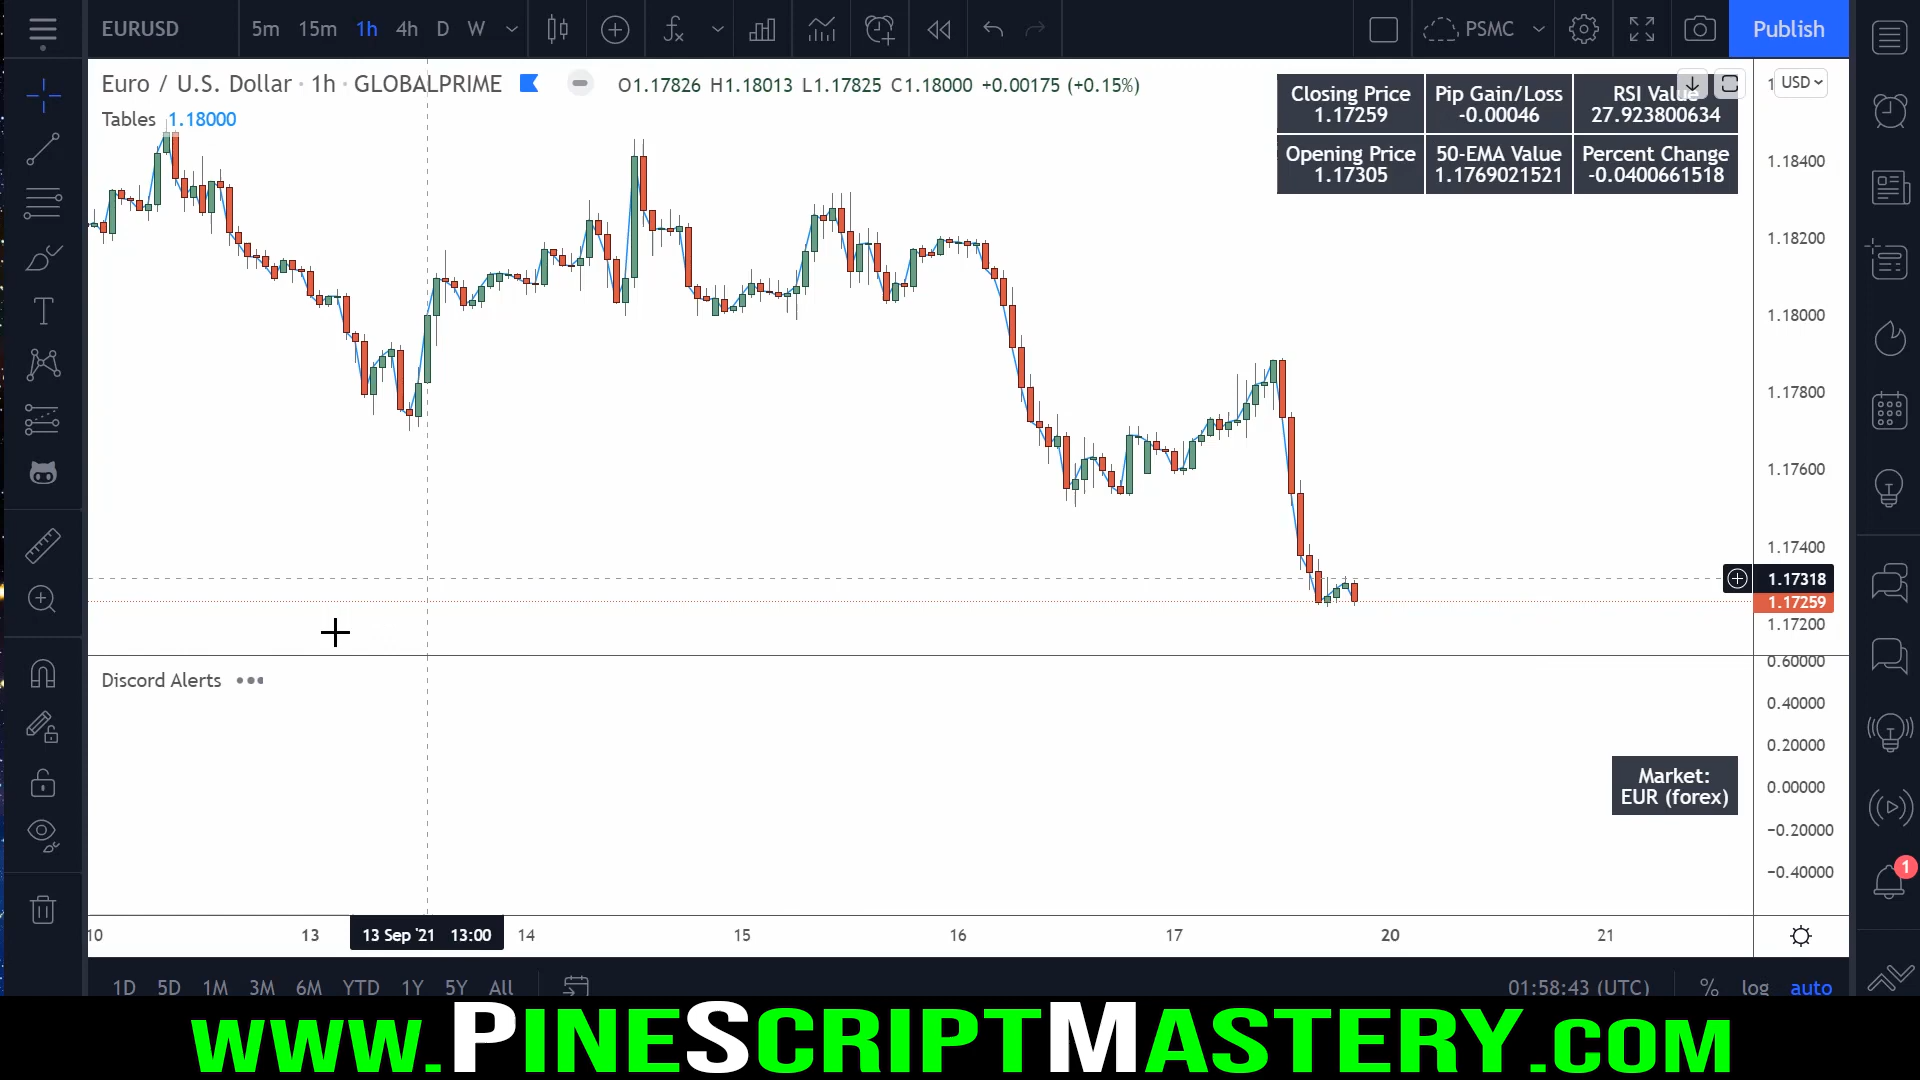 EURUSD 5m 15m 1h 4h D W PSMC Publish
Euro / U.S. Dollar · 1h · GLOBALPRIME O1.17826 H1.18013 L1.17825 C1.18000 +0.00175 (+0.15%)
Tables 1.18000
Closing Price
1.17259
Pip Gain/Loss
-0.00046
RSI Value
27.923800634
Opening Price
1.17305
50-EMA Value
1.1769021521
Percent Change
-0.0400661518
USD
1.18400
1.18200
1.18000
1.17800
1.17600
1.17400
1.17318
1.17259
1.17200
0.60000
0.40000
0.20000
0.00000
−0.20000
−0.40000
Discord Alerts
Market:
EUR (forex)
1
10 13 13 Sep '21 13:00 14 15 16 17 20 21
1D 5D 1M 3M 6M YTD 1Y 5Y All 01:58:43 (UTC) % log auto
www.PineScriptMastery.com